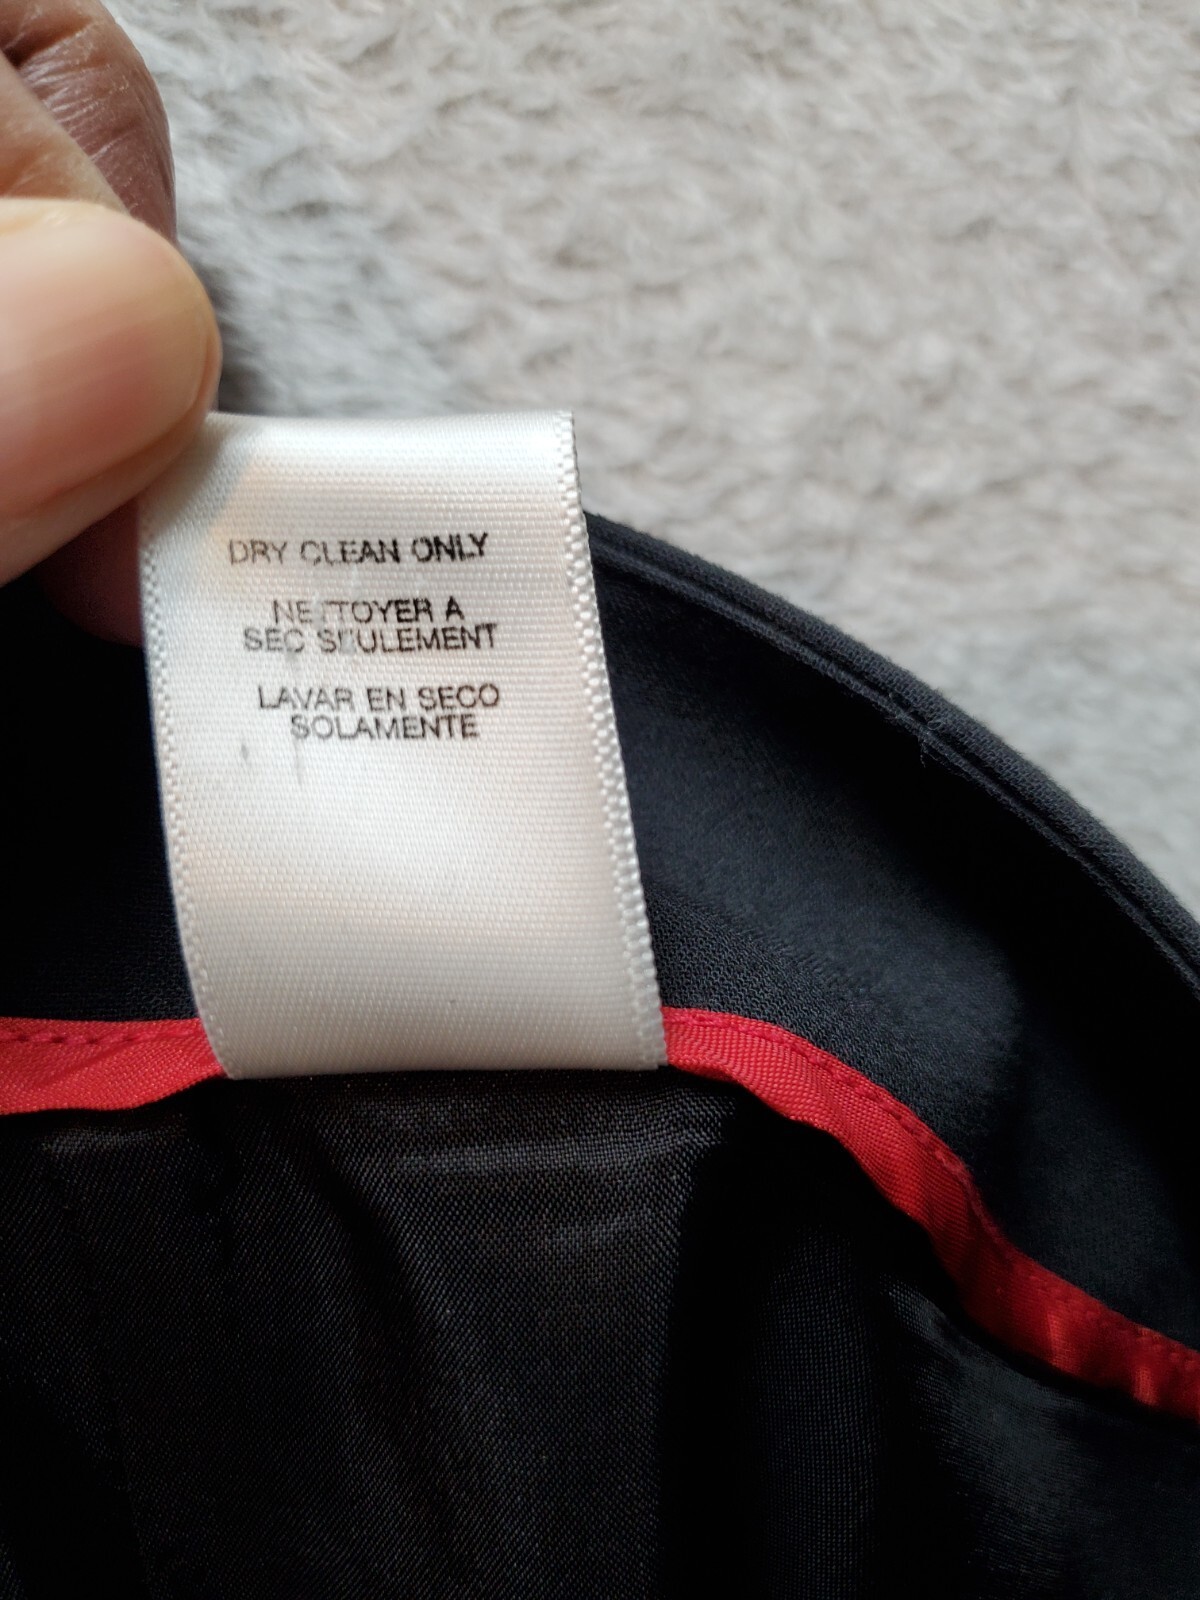 DRY CLEAN ONLY
NETTOYER A
SEC SEULEMENT
LAVAR EN SECO
SOLAMENTE